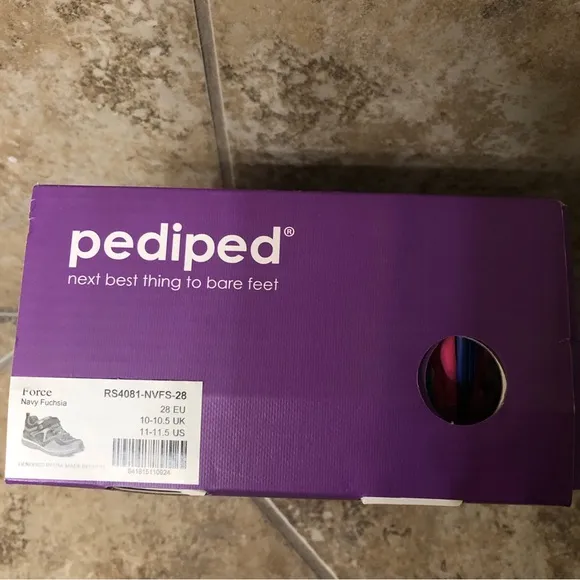 pediped®
next best thing to bare feet
Force RS4081-NVFS-28
Navy Fuchsia
28 EU
10-10.5 UK
11-11.5 US